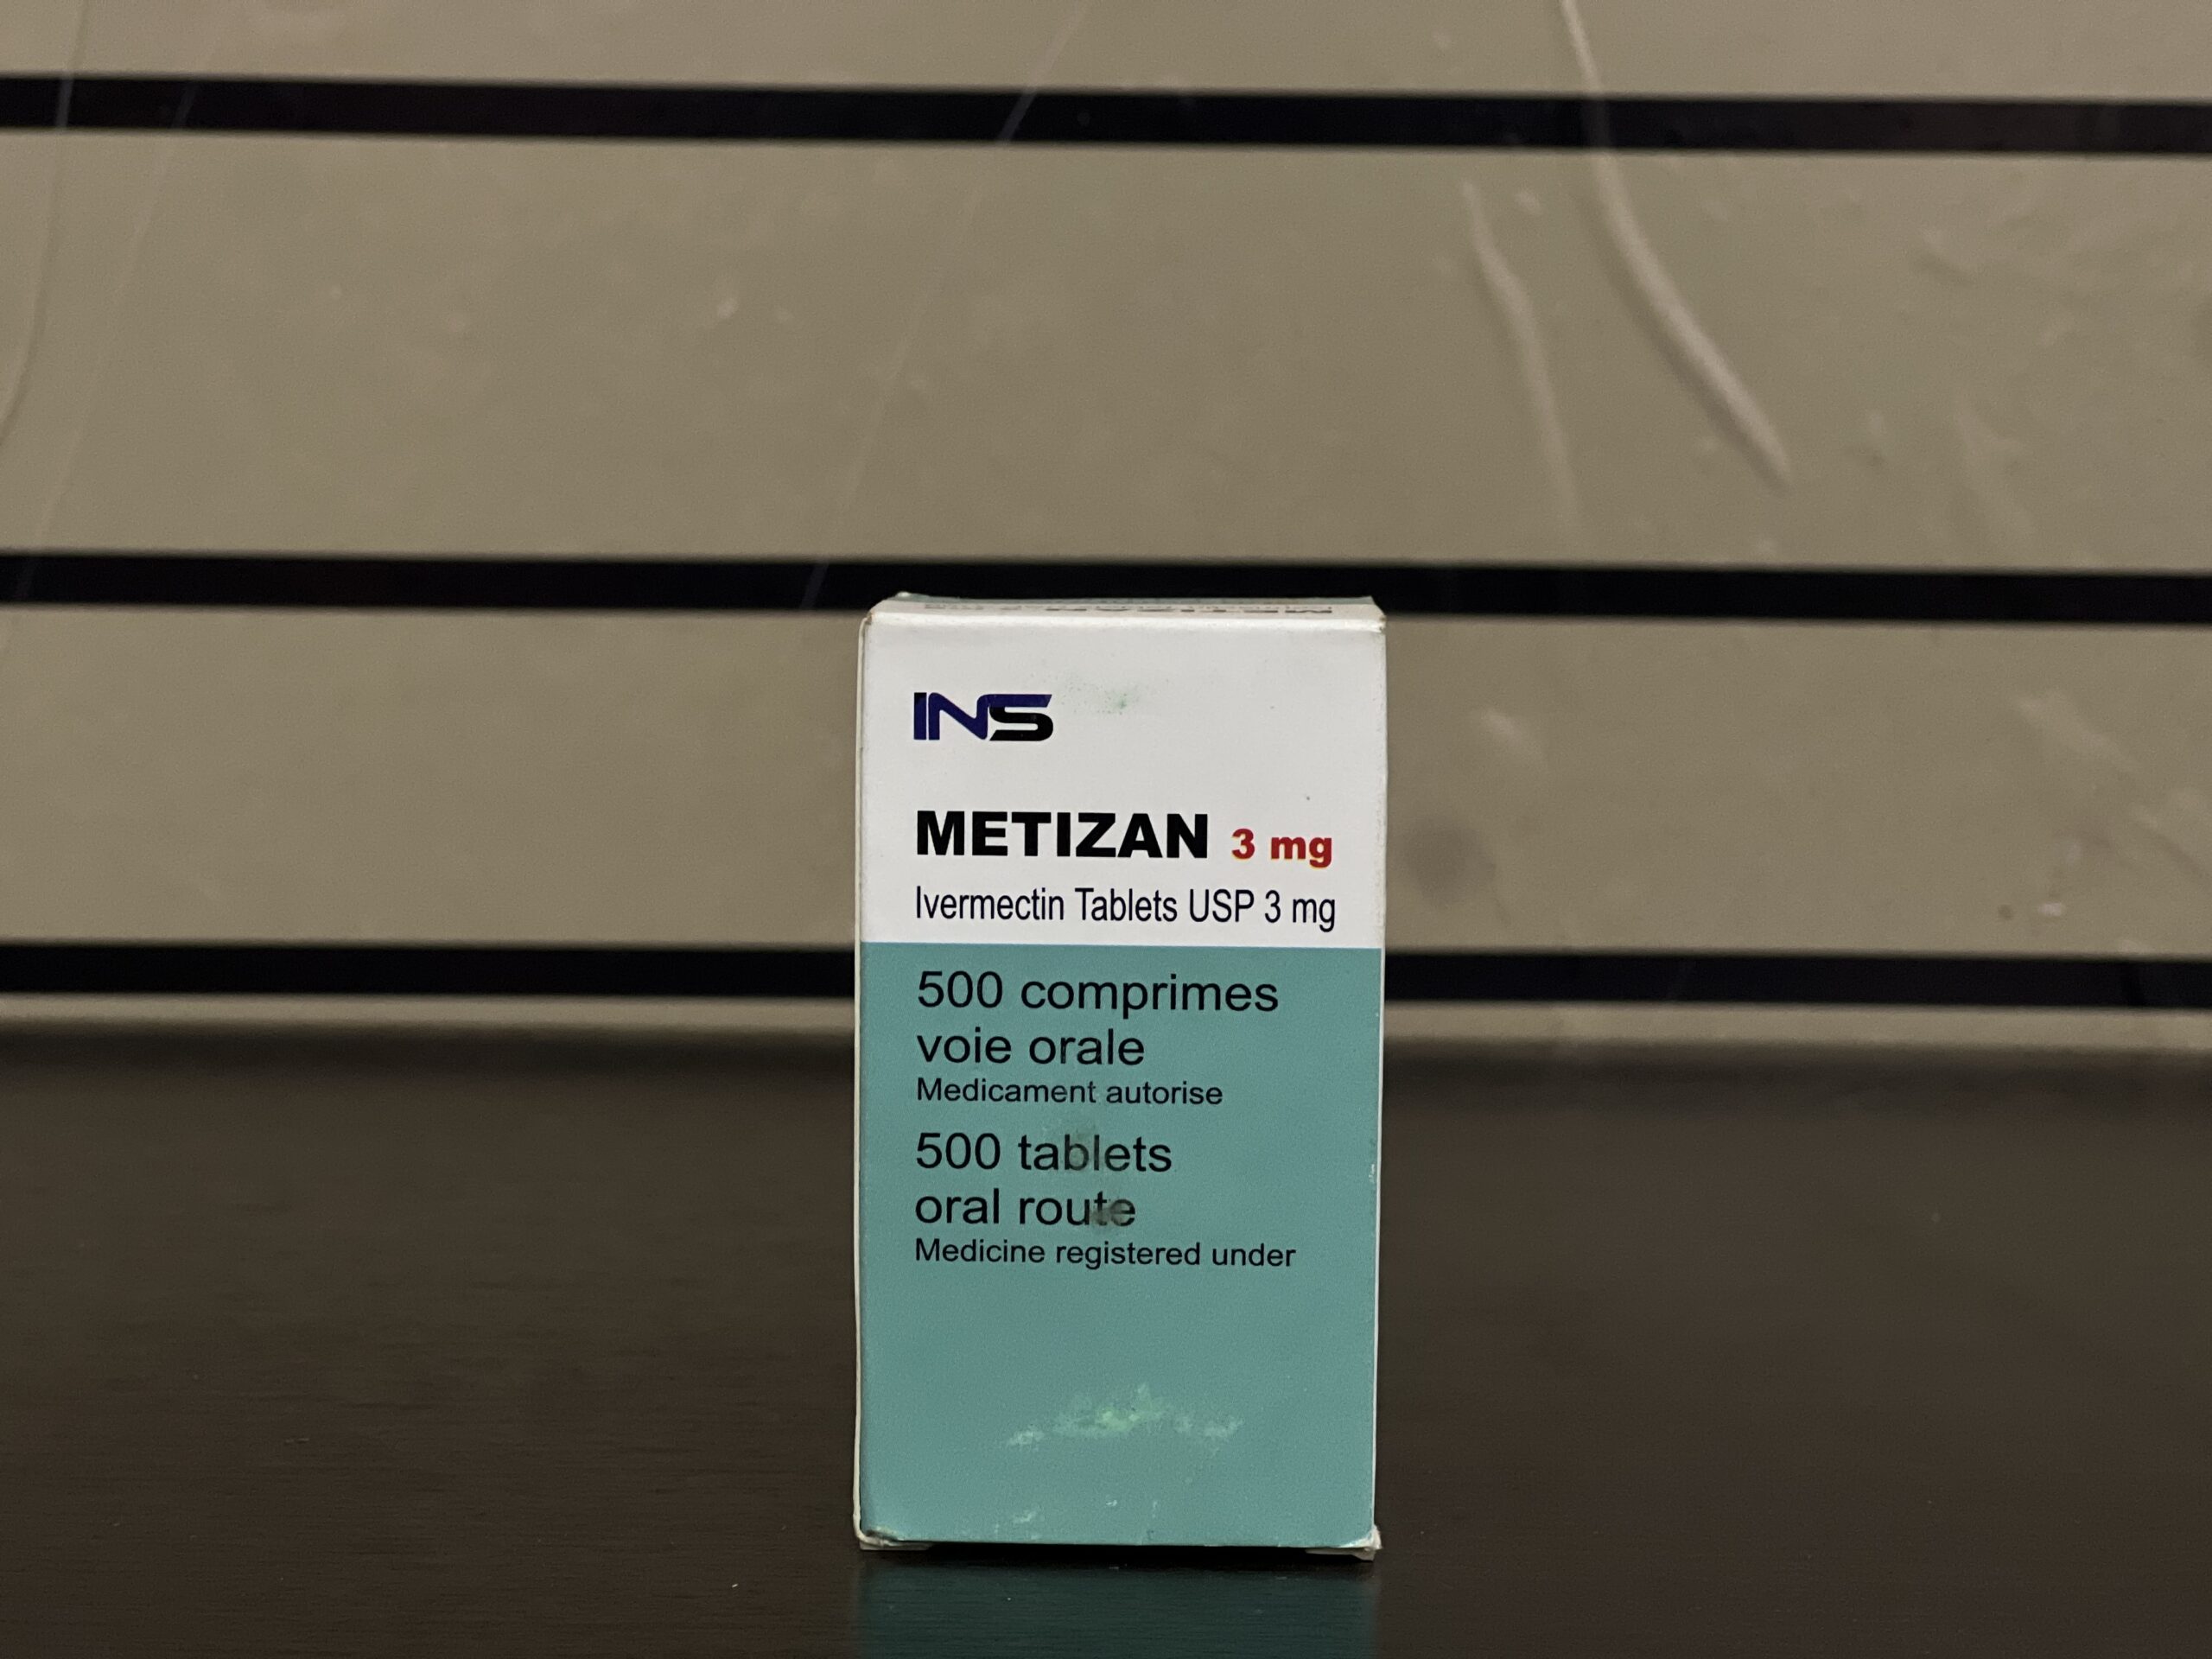 INS
METIZAN 3 mg
Ivermectin Tablets USP 3 mg
500 comprimes
voie orale
Medicament autorise
500 tablets
oral route
Medicine registered under